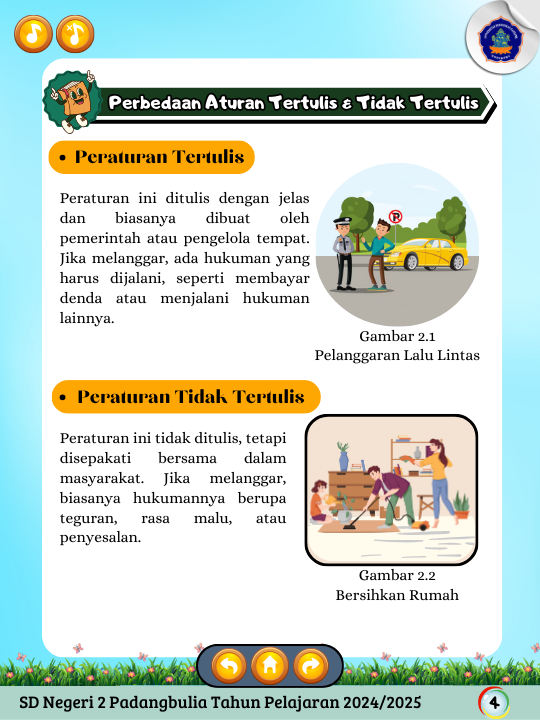 Perbedaan Aturan Tertulis & Tidak Tertulis
• Peraturan Tertulis
Peraturan ini ditulis dengan jelas
dan biasanya dibuat oleh
pemerintah atau pengelola tempat.
Jika melanggar, ada hukuman yang
harus dijalani, seperti membayar
denda atau menjalani hukuman
lainnya.
P
Gambar 2.1
Pelanggaran Lalu Lintas
• Peraturan Tidak Tertulis
Peraturan ini tidak ditulis, tetapi
disepakati bersama dalam
masyarakat. Jika melanggar,
biasanya hukumannya berupa
teguran, rasa malu, atau
penyesalan.
Gambar 2.2
Bersihkan Rumah
SD Negeri 2 Padangbulia Tahun Pelajaran 2024/2025
4